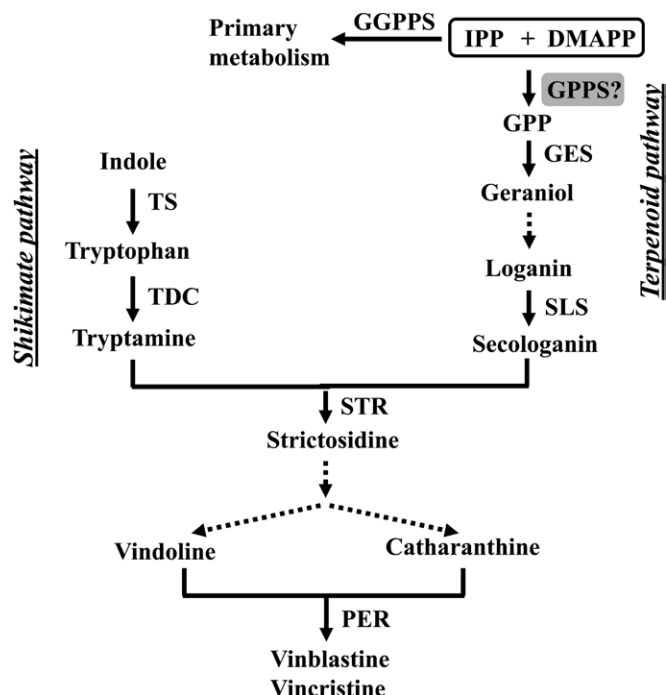 Primary
metabolism
GGPPS
IPP + DMAPP
GPPS?
GPP
GES
Geraniol
Loganin
SLS
Secologanin
Terpenoid pathway
Shikimate pathway
Indole
TS
Tryptophan
TDC
Tryptamine
STR
Strictosidine
Vindoline
Catharanthine
PER
Vinblastine
Vincristine